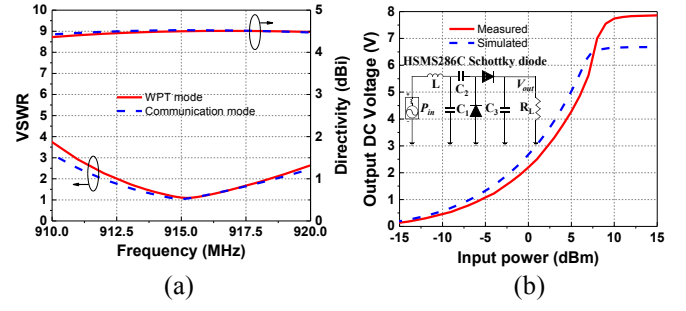 (a)
VSWR
10
9
8
7
6
5
4
3
2
1
0
WPT mode
Communication mode
5
4
3
2
1
0
Directivity (dBi)
910.0
912.5
915.0
917.5
920.0
Frequency (MHz)
(a)
(b)
Output DC Voltage (V)
8
7
6
5
4
3
2
1
0
Measured
Simulated
HSMS286C Schottky diode
L
C2
Vout
Pin
C1
C3
RL
-15
-10
-5
0
5
10
15
Input power (dBm)
(b)